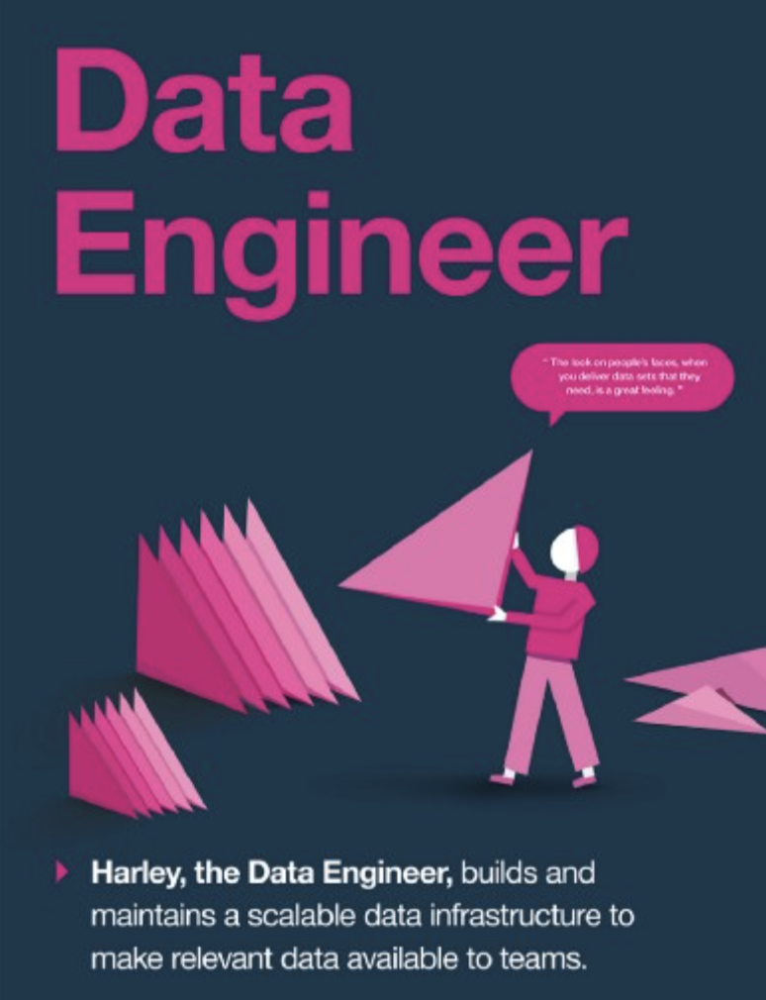 Data
Engineer
" The look on people's faces, when
you deliver data sets that they
need, is a great feeling. "
Harley, the Data Engineer, builds and
maintains a scalable data infrastructure to
make relevant data available to teams.